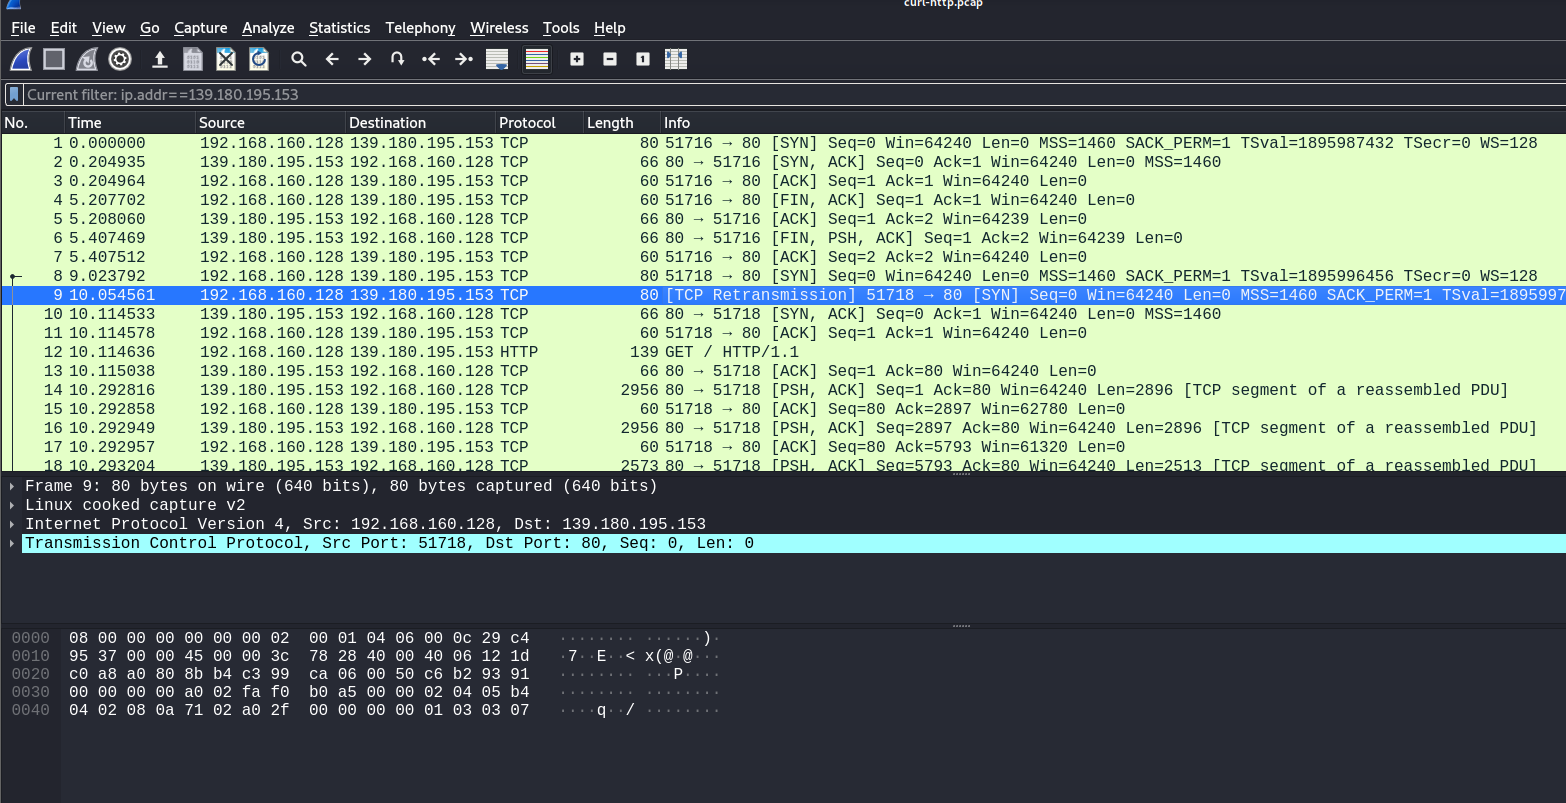 curl-http.pcap
File Edit View Go Capture Analyze Statistics Telephony Wireless Tools Help
Current filter: ip.addr==139.180.195.153
No. Time Source Destination Protocol Length Info
1 0.000000 192.168.160.128 139.180.195.153 TCP 80 51716 → 80 [SYN] Seq=0 Win=64240 Len=0 MSS=1460 SACK_PERM=1 TSval=1895987432 TSecr=0 WS=128
2 0.204935 139.180.195.153 192.168.160.128 TCP 66 80 → 51716 [SYN, ACK] Seq=0 Ack=1 Win=64240 Len=0 MSS=1460
3 0.204964 192.168.160.128 139.180.195.153 TCP 60 51716 → 80 [ACK] Seq=1 Ack=1 Win=64240 Len=0
4 5.207702 192.168.160.128 139.180.195.153 TCP 60 51716 → 80 [FIN, ACK] Seq=1 Ack=1 Win=64240 Len=0
5 5.208060 139.180.195.153 192.168.160.128 TCP 66 80 → 51716 [ACK] Seq=1 Ack=2 Win=64239 Len=0
6 5.407469 139.180.195.153 192.168.160.128 TCP 66 80 → 51716 [FIN, PSH, ACK] Seq=1 Ack=2 Win=64239 Len=0
7 5.407512 192.168.160.128 139.180.195.153 TCP 60 51716 → 80 [ACK] Seq=2 Ack=2 Win=64240 Len=0
8 9.023792 192.168.160.128 139.180.195.153 TCP 80 51718 → 80 [SYN] Seq=0 Win=64240 Len=0 MSS=1460 SACK_PERM=1 TSval=1895996456 TSecr=0 WS=128
9 10.054561 192.168.160.128 139.180.195.153 TCP 80 [TCP Retransmission] 51718 → 80 [SYN] Seq=0 Win=64240 Len=0 MSS=1460 SACK_PERM=1 TSval=1895997
10 10.114533 139.180.195.153 192.168.160.128 TCP 66 80 → 51718 [SYN, ACK] Seq=0 Ack=1 Win=64240 Len=0 MSS=1460
11 10.114578 192.168.160.128 139.180.195.153 TCP 60 51718 → 80 [ACK] Seq=1 Ack=1 Win=64240 Len=0
12 10.114636 192.168.160.128 139.180.195.153 HTTP 139 GET / HTTP/1.1
13 10.115038 139.180.195.153 192.168.160.128 TCP 66 80 → 51718 [ACK] Seq=1 Ack=80 Win=64240 Len=0
14 10.292816 139.180.195.153 192.168.160.128 TCP 2956 80 → 51718 [PSH, ACK] Seq=1 Ack=80 Win=64240 Len=2896 [TCP segment of a reassembled PDU]
15 10.292858 192.168.160.128 139.180.195.153 TCP 60 51718 → 80 [ACK] Seq=80 Ack=2897 Win=62780 Len=0
16 10.292949 139.180.195.153 192.168.160.128 TCP 2956 80 → 51718 [PSH, ACK] Seq=2897 Ack=80 Win=64240 Len=2896 [TCP segment of a reassembled PDU]
17 10.292957 192.168.160.128 139.180.195.153 TCP 60 51718 → 80 [ACK] Seq=80 Ack=5793 Win=61320 Len=0
18 10.293204 139.180.195.153 192.168.160.128 TCP 2573 80 → 51718 [PSH, ACK] Seq=5793 Ack=80 Win=64240 Len=2513 [TCP segment of a reassembled PDU]
Frame 9: 80 bytes on wire (640 bits), 80 bytes captured (640 bits)
Linux cooked capture v2
Internet Protocol Version 4, Src: 192.168.160.128, Dst: 139.180.195.153
Transmission Control Protocol, Src Port: 51718, Dst Port: 80, Seq: 0, Len: 0
0000 08 00 00 00 00 00 00 02 00 01 04 06 00 0c 29 c4 ········ ······)·
0010 95 37 00 00 45 00 00 3c 78 28 40 00 40 06 12 1d ·7··E··< x(@·@···
0020 c0 a8 a0 80 8b b4 c3 99 ca 06 00 50 c6 b2 93 91 ········ ···P····
0030 00 00 00 00 a0 02 fa f0 b0 a5 00 00 02 04 05 b4 ········ ········
0040 04 02 08 0a 71 02 a0 2f 00 00 00 00 01 03 03 07 ····q··/ ········